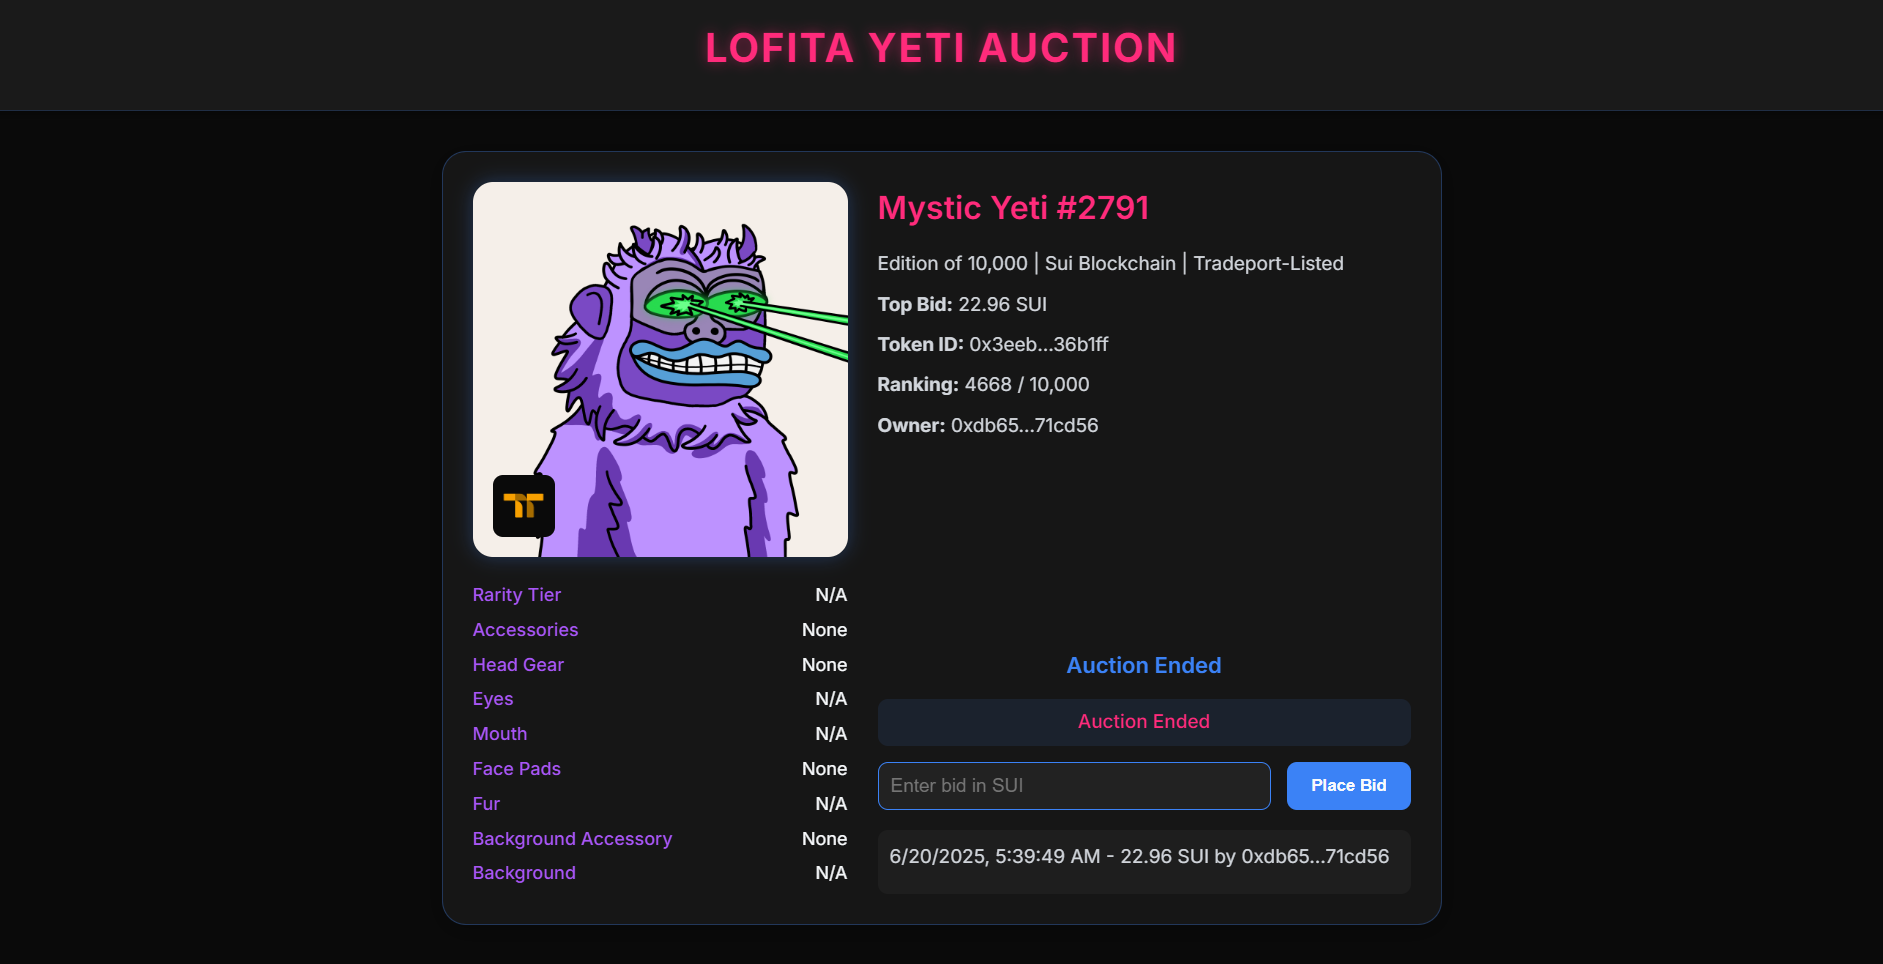 LOFITA YETI AUCTION
Mystic Yeti #2791
Edition of 10,000 | Sui Blockchain | Tradeport-Listed
Top Bid: 22.96 SUI
Token ID: 0x3eeb...36b1ff
Ranking: 4668 / 10,000
Owner: 0xdb65...71cd56
Rarity Tier N/A
Accessories None
Head Gear None
Eyes N/A
Mouth N/A
Face Pads None
Fur N/A
Background Accessory None
Background N/A
Auction Ended
Auction Ended
Enter bid in SUI
Place Bid
6/20/2025, 5:39:49 AM - 22.96 SUI by 0xdb65...71cd56